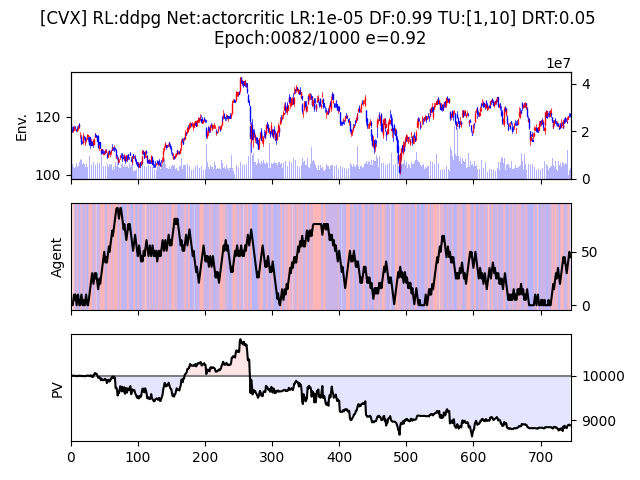 [CVX] RL:ddpg Net:actorcritic LR:1e-05 DF:0.99 TU:[1,10] DRT:0.05
Epoch:0082/1000 e=0.92
1e7
Env.
120
100
4
2
0
Agent
50
0
PV
10000
9000
0 100 200 300 400 500 600 700